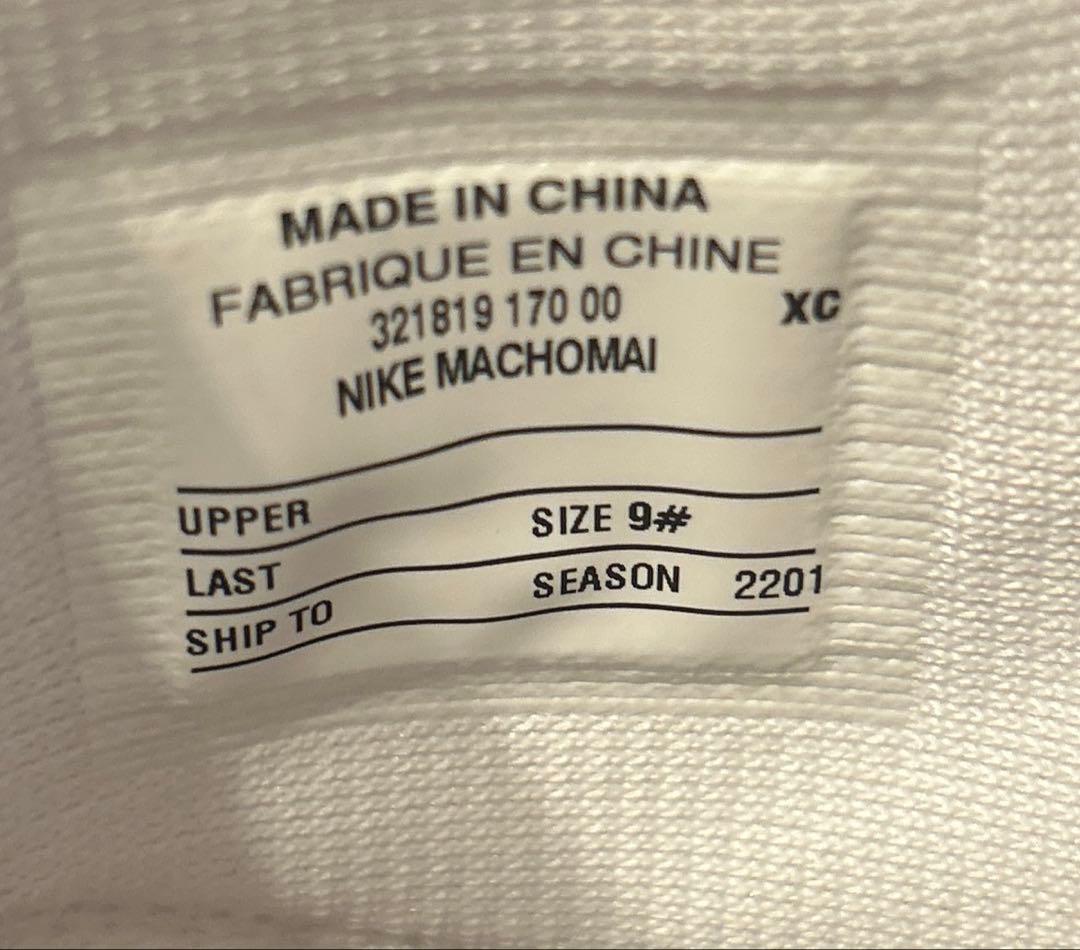 MADE IN CHINA
FABRIQUE EN CHINE
321819 170 00 XC
NIKE MACHOMAI
UPPER SIZE 9#
LAST SEASON 2201
SHIP TO